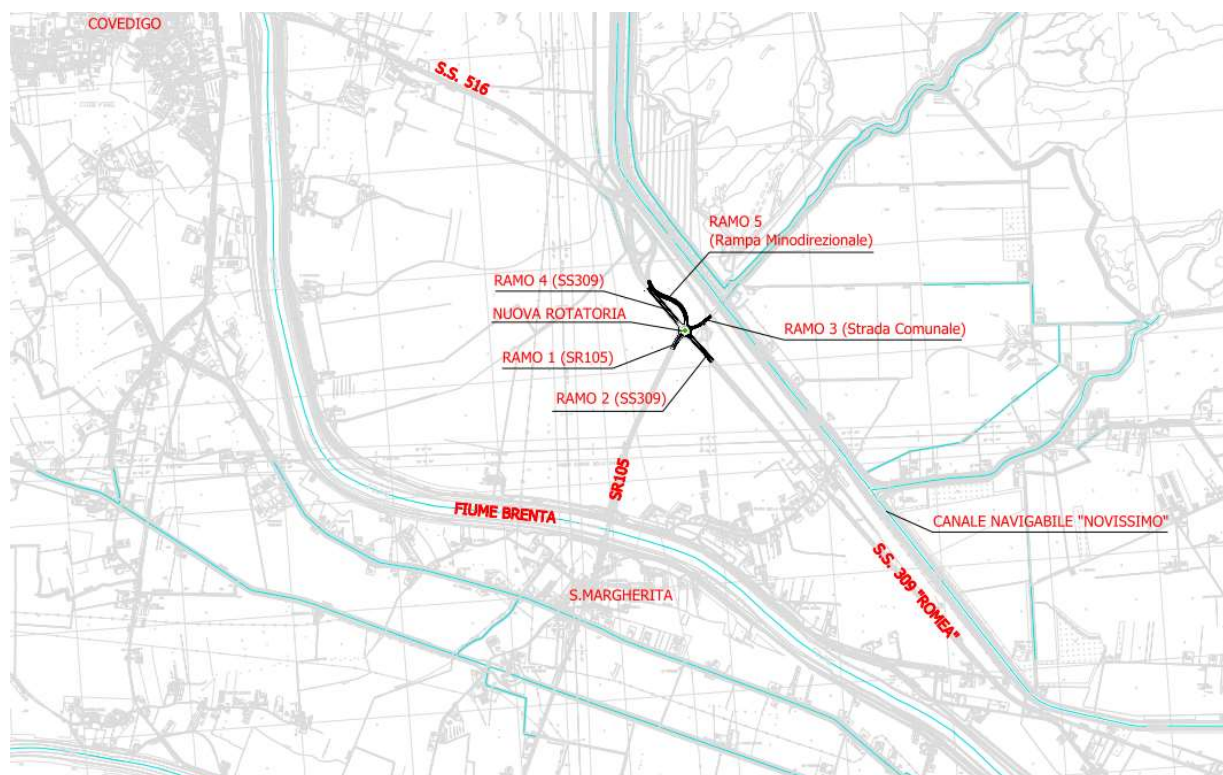 COVEDIGO
S.S. 516
RAMO 5
(Rampa Minodirezionale)
RAMO 4 (SS309)
NUOVA ROTATORIA
RAMO 3 (Strada Comunale)
RAMO 1 (SR105)
RAMO 2 (SS309)
SR105
FIUME BRENTA
CANALE NAVIGABILE "NOVISSIMO"
S.S. 309 "ROMEA"
S.MARGHERITA